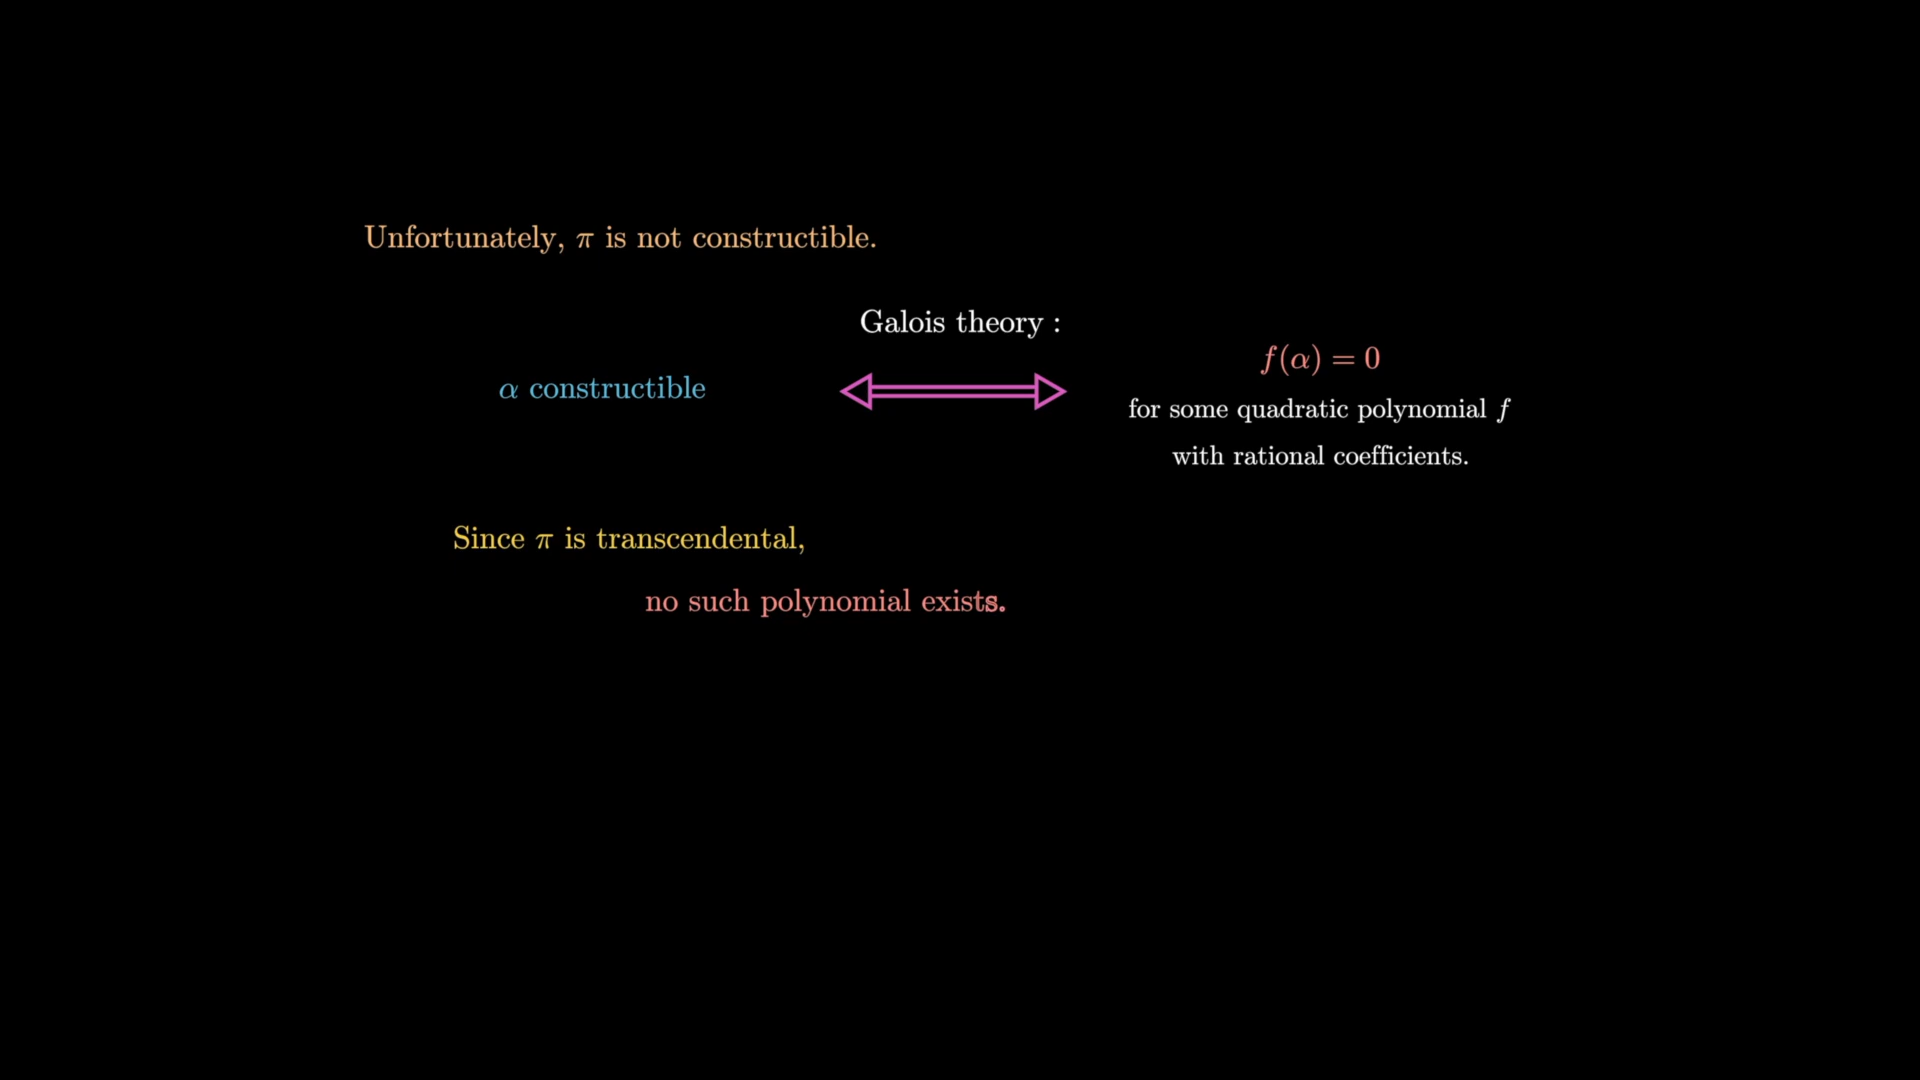 Unfortunately, π is not constructible.
Galois theory :
α constructible
f(α) = 0
for some quadratic polynomial f
with rational coefficients.
Since π is transcendental,
no such polynomial exists.